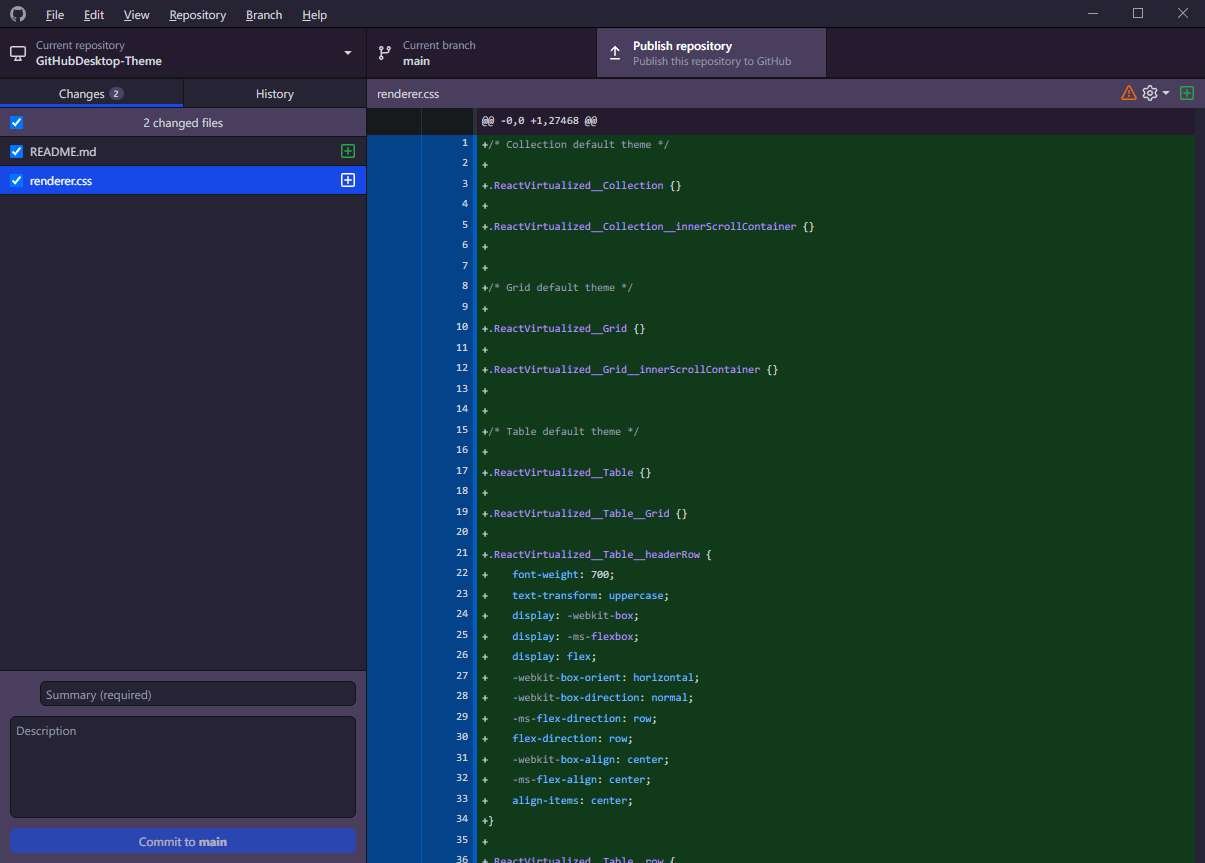 File Edit View Repository Branch Help
Current repository
GitHubDesktop-Theme
Current branch
main
Publish repository
Publish this repository to GitHub
Changes 2
History
renderer.css
2 changed files
README.md
renderer.css
Summary (required)
Description
Commit to main
@@ -0,0 +1,27468 @@
1 +/* Collection default theme */
2 +
3 +.ReactVirtualized__Collection {}
4 +
5 +.ReactVirtualized__Collection__innerScrollContainer {}
6 +
7 +
8 +/* Grid default theme */
9 +
10 +.ReactVirtualized__Grid {}
11 +
12 +.ReactVirtualized__Grid__innerScrollContainer {}
13 +
14 +
15 +/* Table default theme */
16 +
17 +.ReactVirtualized__Table {}
18 +
19 +.ReactVirtualized__Table__Grid {}
20 +
21 +.ReactVirtualized__Table__headerRow {
22 +    font-weight: 700;
23 +    text-transform: uppercase;
24 +    display: -webkit-box;
25 +    display: -ms-flexbox;
26 +    display: flex;
27 +    -webkit-box-orient: horizontal;
28 +    -webkit-box-direction: normal;
29 +    -ms-flex-direction: row;
30 +    flex-direction: row;
31 +    -webkit-box-align: center;
32 +    -ms-flex-align: center;
33 +    align-items: center;
34 +}
35 +
36 +.ReactVirtualized__Table__row {